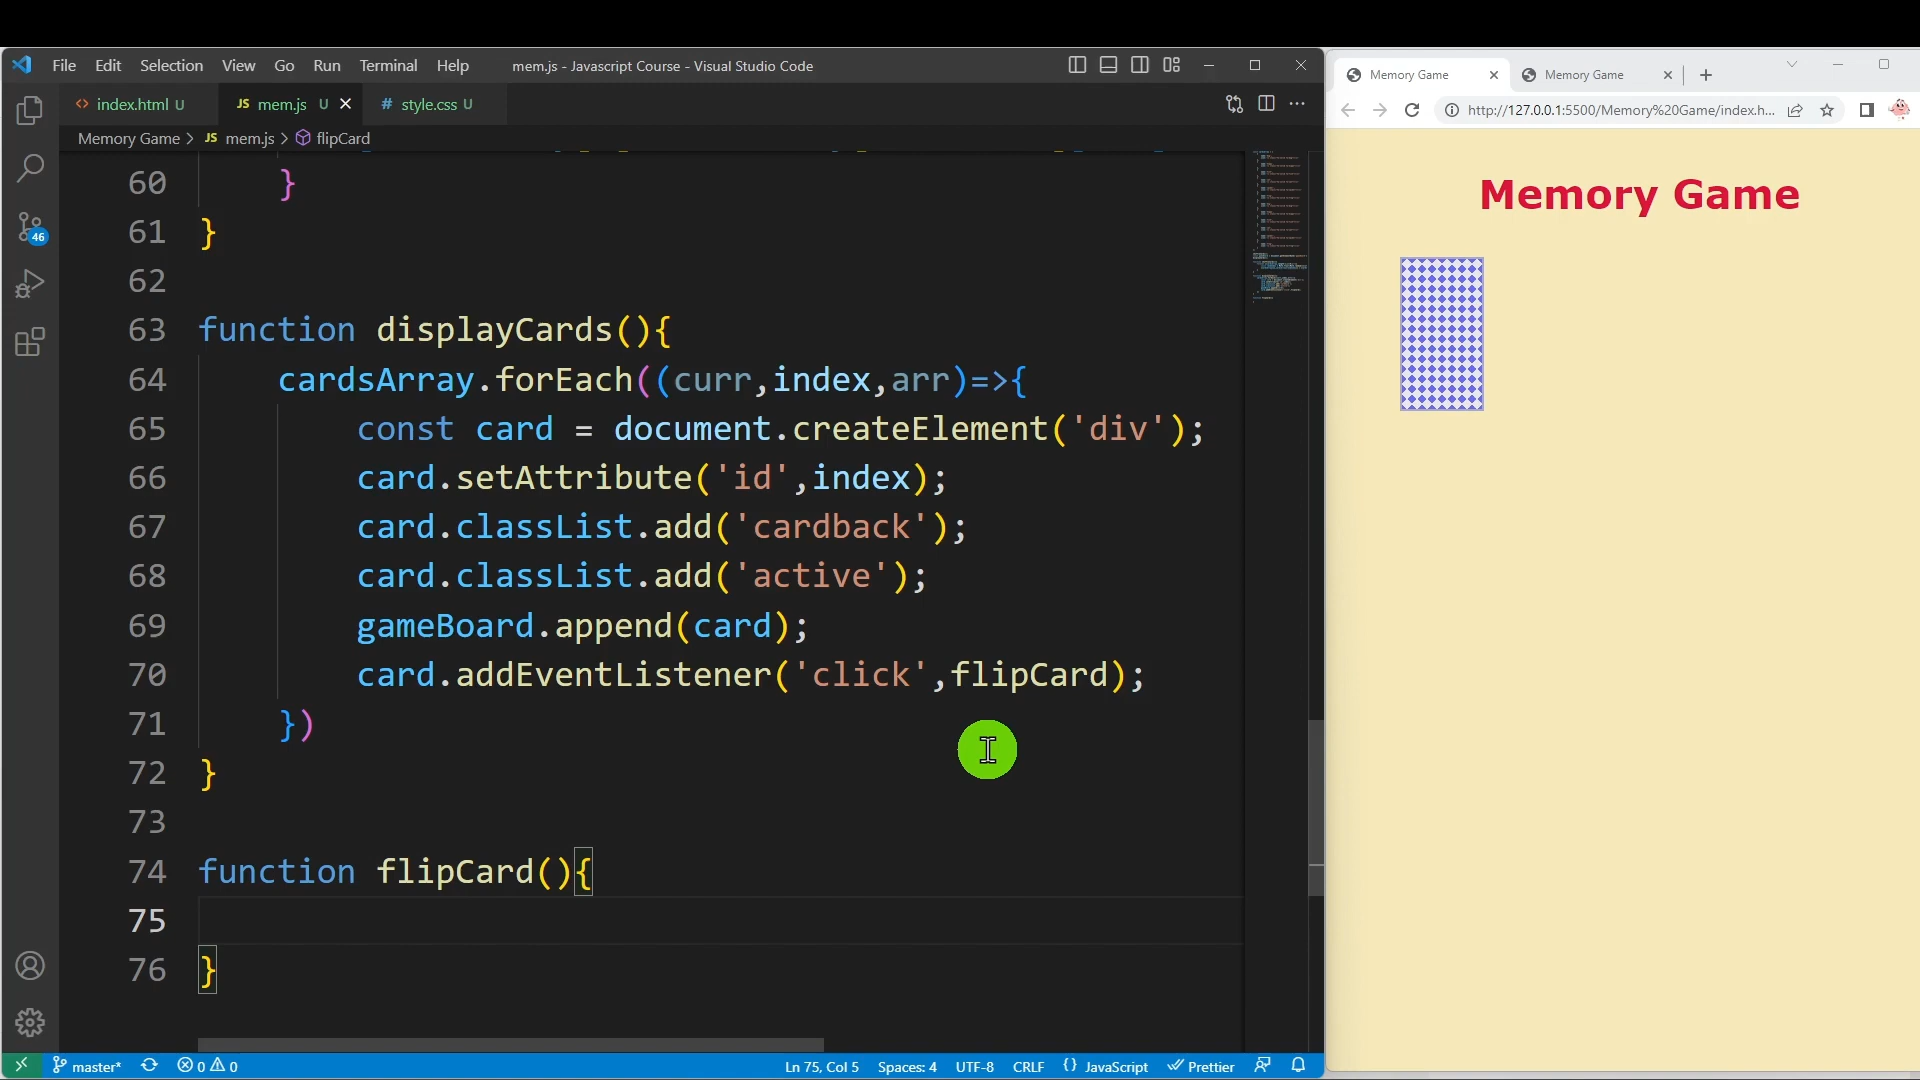 File Edit Selection View Go Run Terminal Help
mem.js - Javascript Course - Visual Studio Code
index.html U
JS mem.js U
# style.css U
Memory Game > JS mem.js > flipCard
46
60 }
61 }
62
63 function displayCards(){
64 cardsArray.forEach((curr,index,arr)=>{
65 const card = document.createElement('div');
66 card.setAttribute('id',index);
67 card.classList.add('cardback');
68 card.classList.add('active');
69 gameBoard.append(card);
70 card.addEventListener('click',flipCard);
71 })
72 }
73
74 function flipCard(){
75
76 }
master* 0 0 Ln 75, Col 5 Spaces: 4 UTF-8 CRLF {} JavaScript Prettier
Memory Game
Memory Game
http://127.0.0.1:5500/Memory%20Game/index.h...
Memory Game